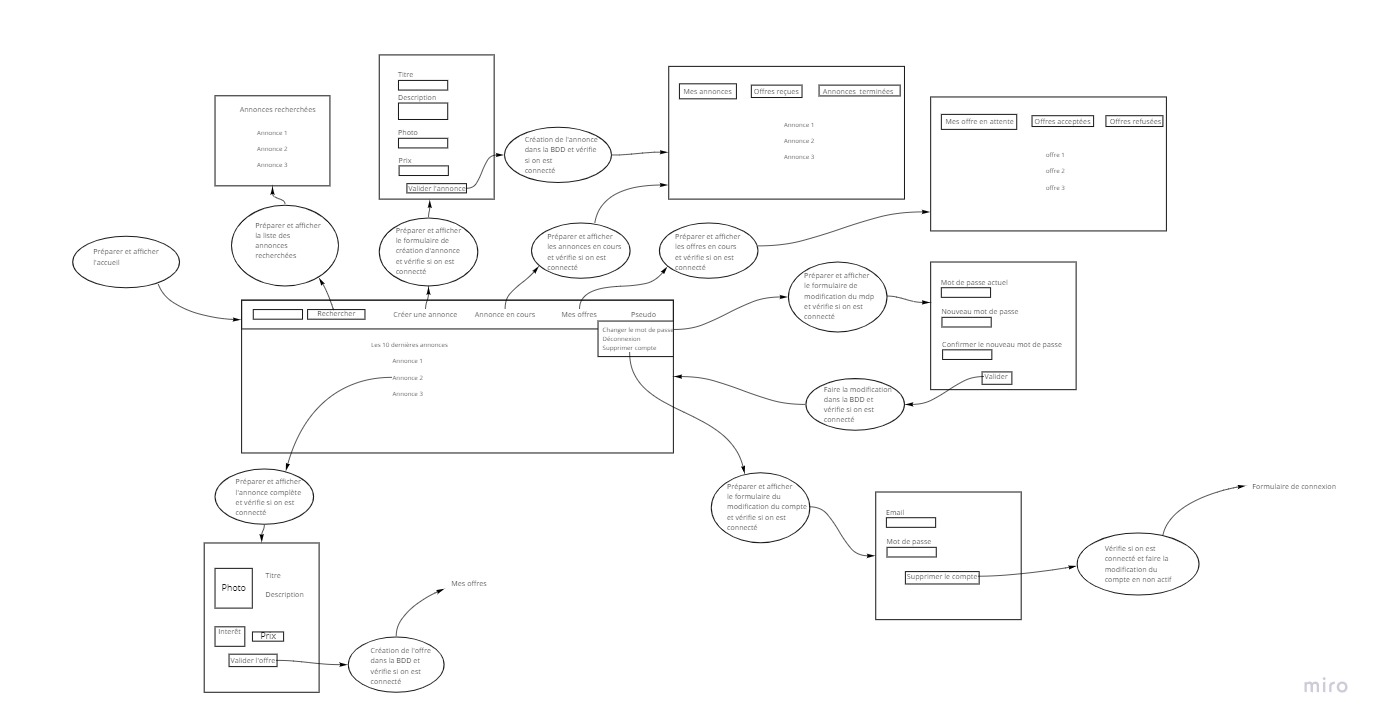 Titre
Description
Photo
Prix
Valider l'annonce
Annonces recherchées
Annonce 1
Annonce 2
Annonce 3
Création de l'annonce
dans la BDD et vérifie
si on est
connecté
Mes annonces
Offres reçues
Annonces terminées
Annonce 1
Annonce 2
Annonce 3
Mes offre en attente
Offres acceptées
Offres refusées
offre 1
offre 2
offre 3
Préparer et afficher
l'accueil
Préparer et afficher
la liste des
annonces
recherchées
Préparer et afficher
le formulaire de
création d'annonce
et vérifie si on est
connecté
Préparer et afficher
les annonces en cours
et vérifie si on est
connecté
Préparer et afficher
les offres en cours
et vérifie si on est
connecté
Préparer et afficher
le formulaire de
modification du mdp
et vérifie si on est
connecté
Mot de passe actuel
Nouveau mot de passe
Confirmer le nouveau mot de passe
Valider
Rechercher
Créer une annonce
Annonce en cours
Mes offres
Pseudo
Changer le mot de passe
Déconnexion
Supprimer compte
Les 10 dernières annonces
Annonce 1
Annonce 2
Annonce 3
Faire la modification
dans la BDD et
vérifie si on est
connecté
Préparer et afficher
l'annonce complète
et vérifie si on est
connecté
Préparer et afficher
le formulaire du
modification du compte
et vérifie si on est
connecté
Email
Mot de passe
Supprimer le compte
Vérifie si on est
connecté et faire la
modification du
compte en non actif
Formulaire de connexion
Photo
Titre
Description
Interêt
Prix
Valider l'offre
Création de l'offre
dans la BDD et
vérifie si on est
connecté
Mes offres
miro